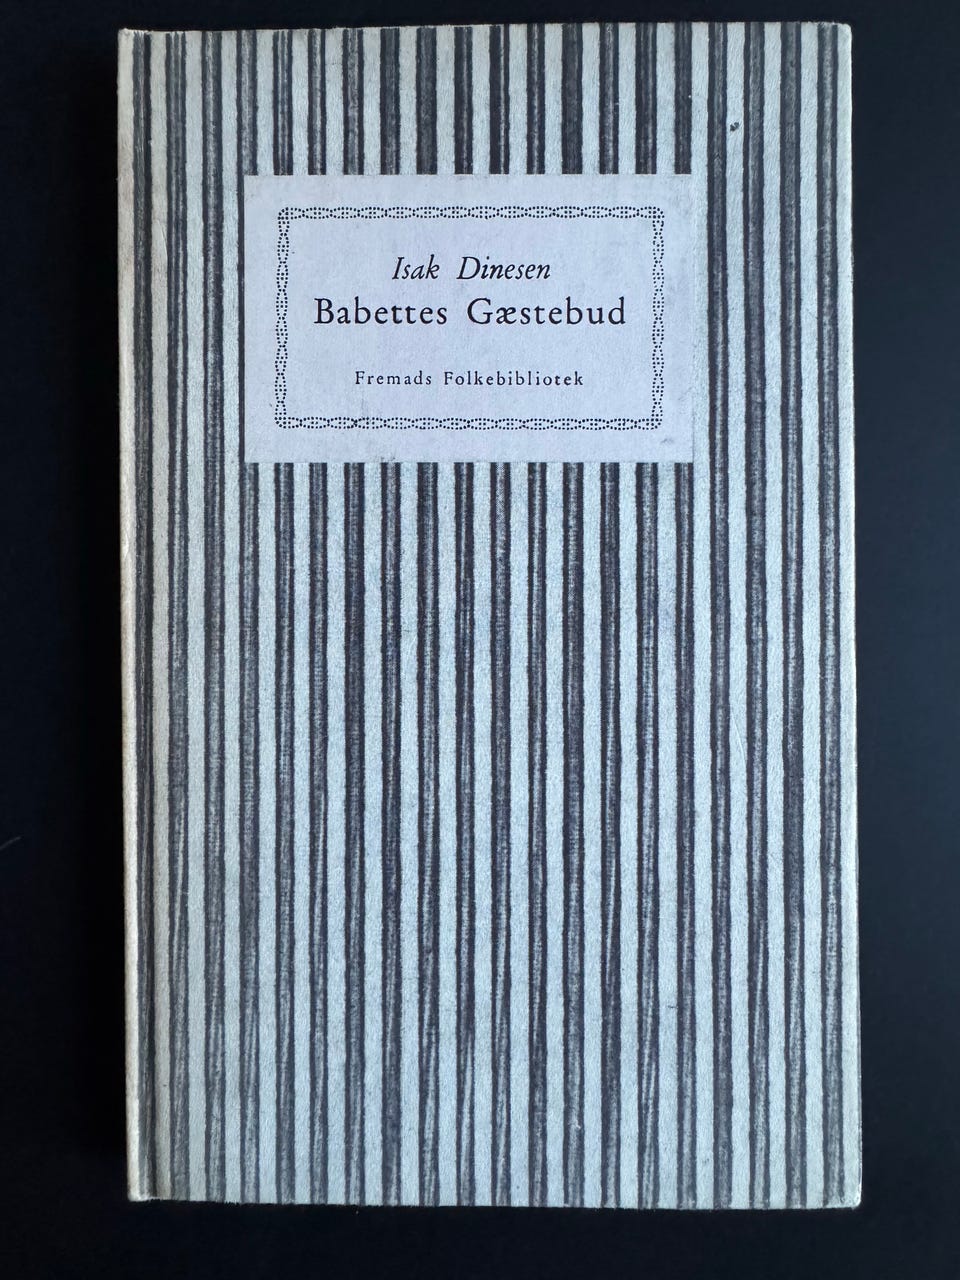 Isak Dinesen
Babettes Gæstebud
Fremads Folkebibliotek